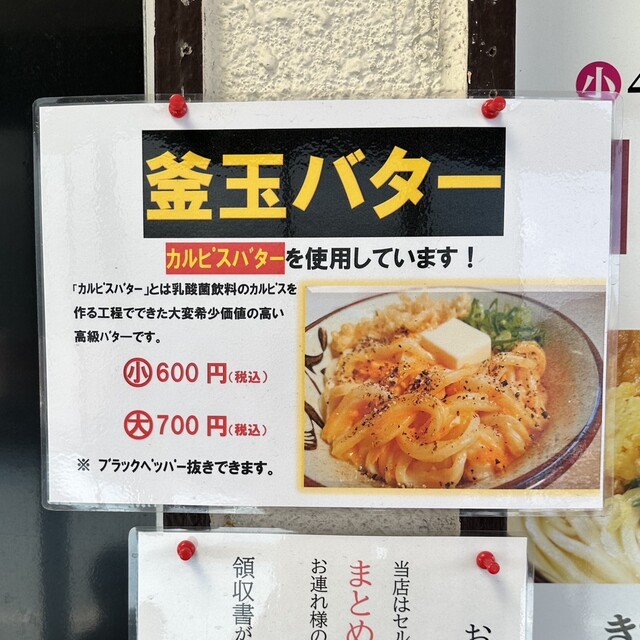 釜玉バター
カルピスバターを使用しています！
「カルピスバター」とは乳酸菌飲料のカルピスを
作る工程でできた大変希少価値の高い
高級バターです。
小600円(税込)
大700円(税込)
※ ブラックペッパー抜きできます。
小 4
お
当店はセル
まとめ
お連れ様の
領収書が
き